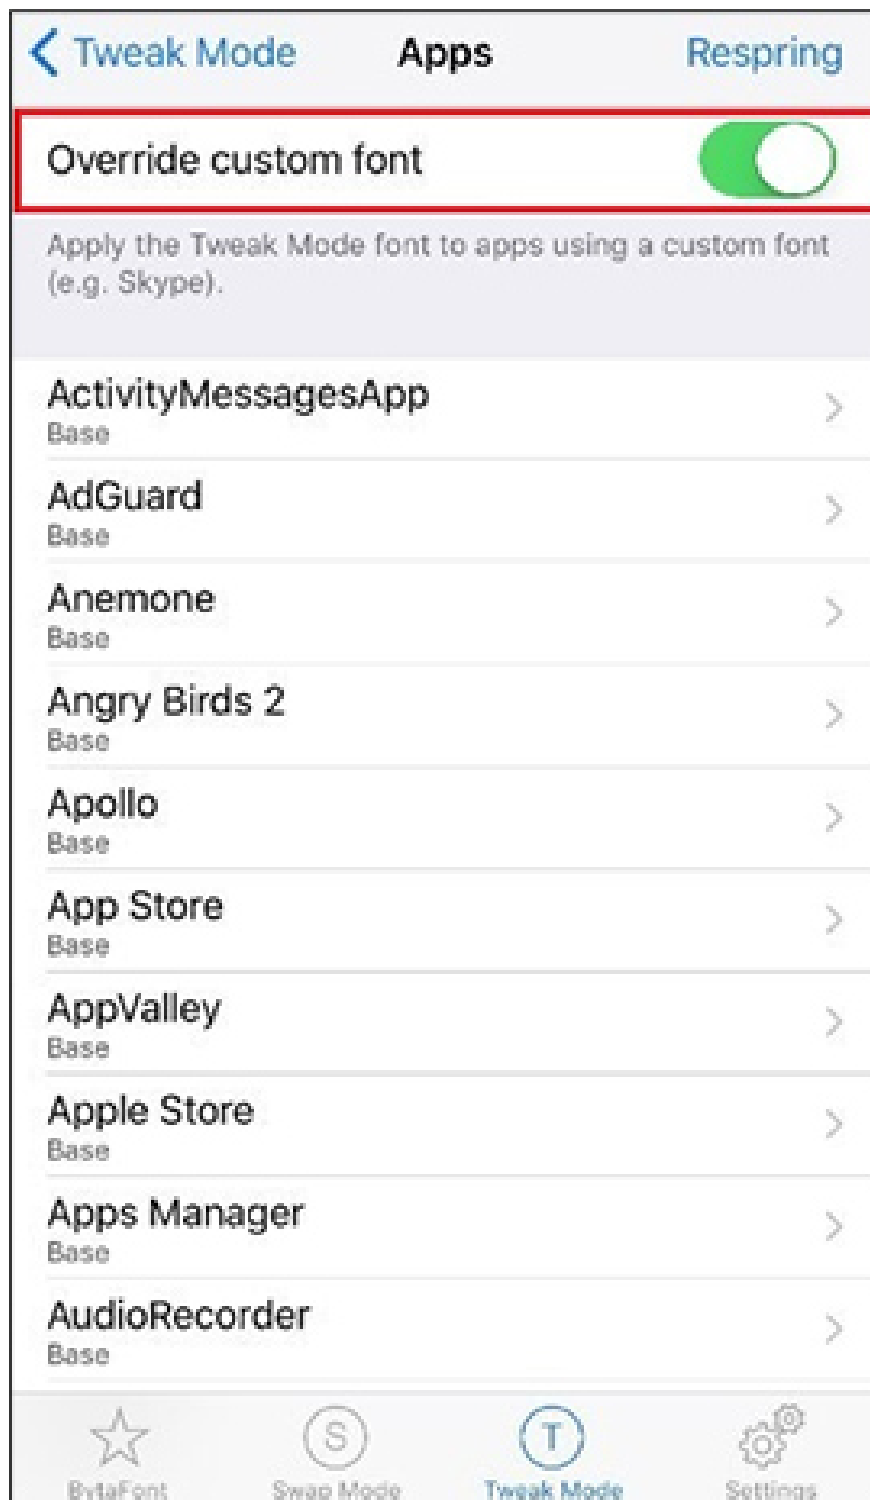 Tweak Mode Apps Respring
Override custom font
Apply the Tweak Mode font to apps using a custom font
(e.g. Skype).
ActivityMessagesApp
Base
AdGuard
Base
Anemone
Base
Angry Birds 2
Base
Apollo
Base
App Store
Base
AppValley
Base
Apple Store
Base
Apps Manager
Base
AudioRecorder
Base
S T
BytaFont Swap Mode Tweak Mode Settings